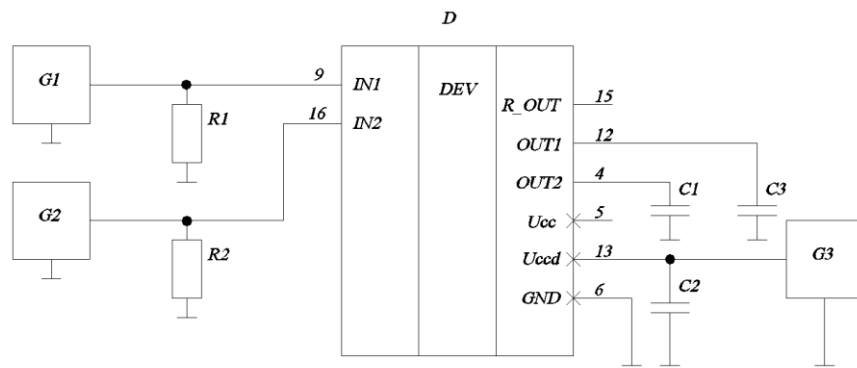 D
G1
9
IN1
DEV
R1
16
IN2
R_OUT
15
OUT1
12
G2
OUT2
4
C1
C3
Ucc
5
R2
Uccd
13
G3
GND
6
C2